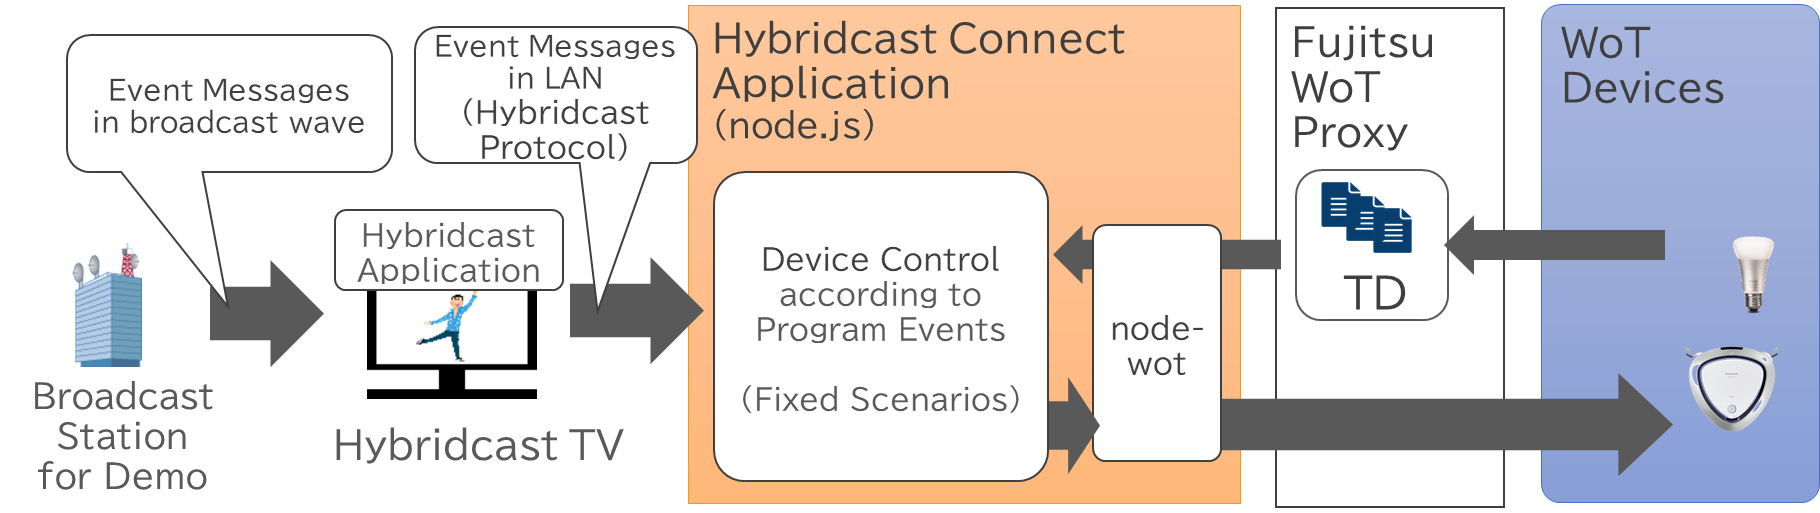 Event Messages
in broadcast wave
Event Messages
in LAN
(Hybridcast
Protocol)
Hybridcast Connect
Application
(node.js)
Fujitsu
WoT
Proxy
WoT
Devices
Hybridcast
Application
Device Control
according to
Program Events
(Fixed Scenarios)
node-
wot
TD
Broadcast
Station
for Demo
Hybridcast TV